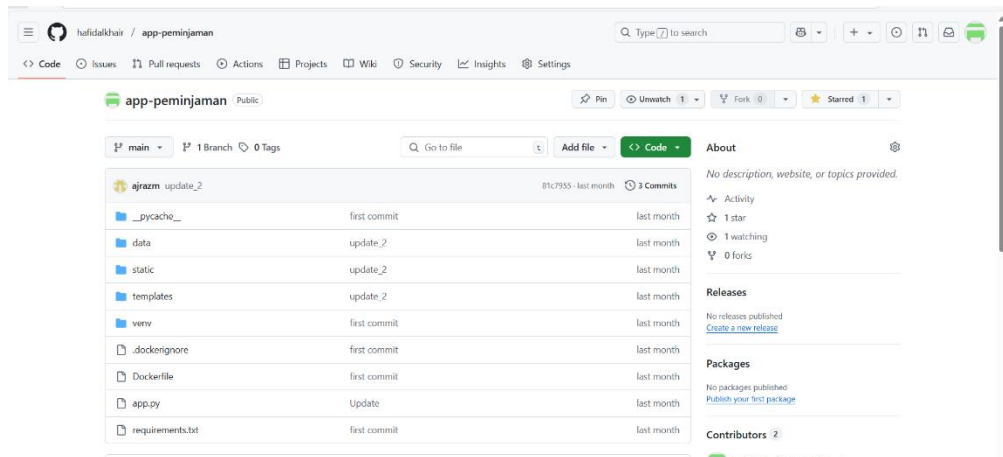 hafidalkhair / app-peminjaman
Type / to search
Code Issues Pull requests Actions Projects Wiki Security Insights Settings
app-peminjaman Public
Pin Unwatch 1 Fork 0 Starred 1
main 1 Branch 0 Tags Go to file t Add file Code
ajrazm update_2 81c7955 · last month 3 Commits
__pycache__ first commit last month
data update_2 last month
static update_2 last month
templates update_2 last month
venv first commit last month
.dockerignore first commit last month
Dockerfile first commit last month
app.py Update last month
requirements.txt first commit last month
About
No description, website, or topics provided.
Activity
1 star
1 watching
0 forks
Releases
No releases published
Create a new release
Packages
No packages published
Publish your first package
Contributors 2